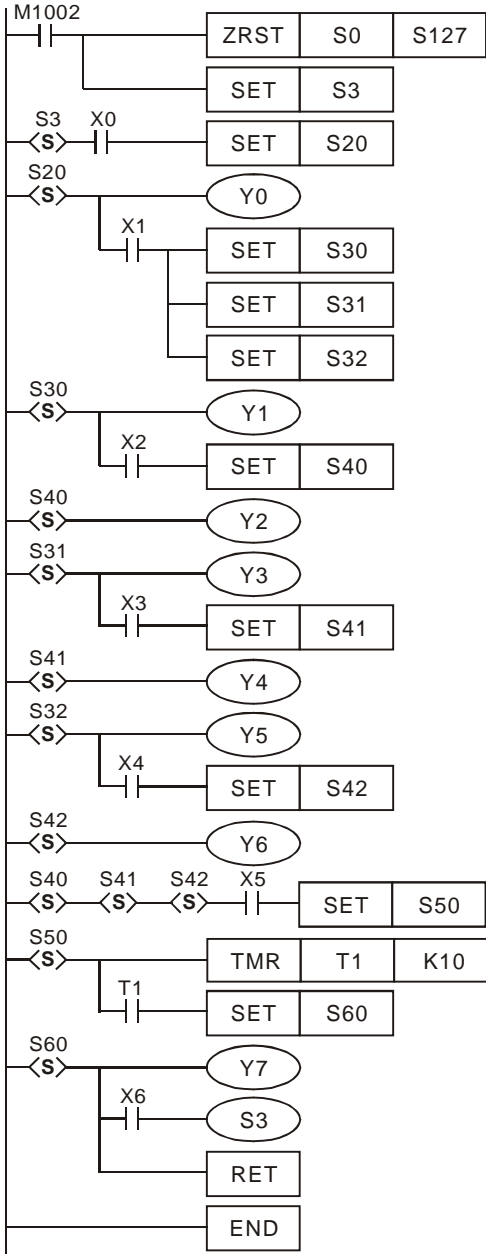 M1002
ZRST S0 S127
SET S3
S3 X0
S SET S20
S20
S Y0
X1
SET S30
SET S31
SET S32
S30
S Y1
X2
SET S40
S40
S Y2
S31
S Y3
X3
SET S41
S41
S Y4
S32
S Y5
X4
SET S42
S42
S Y6
S40 S41 S42 X5
S S S SET S50
S50
S TMR T1 K10
T1
SET S60
S60
S Y7
X6
S3
RET
END